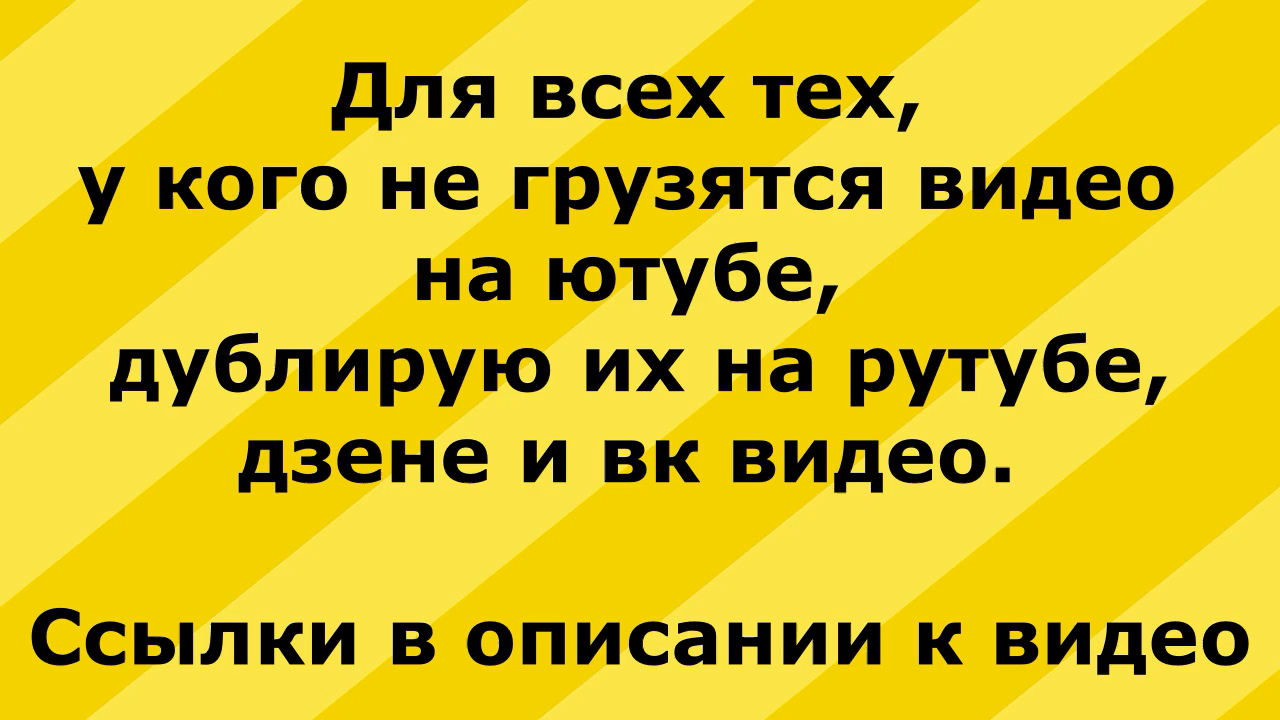 Для всех тех,
у кого не грузятся видео
на ютубе,
дублирую их на рутубе,
дзене и вк видео.
Ссылки в описании к видео